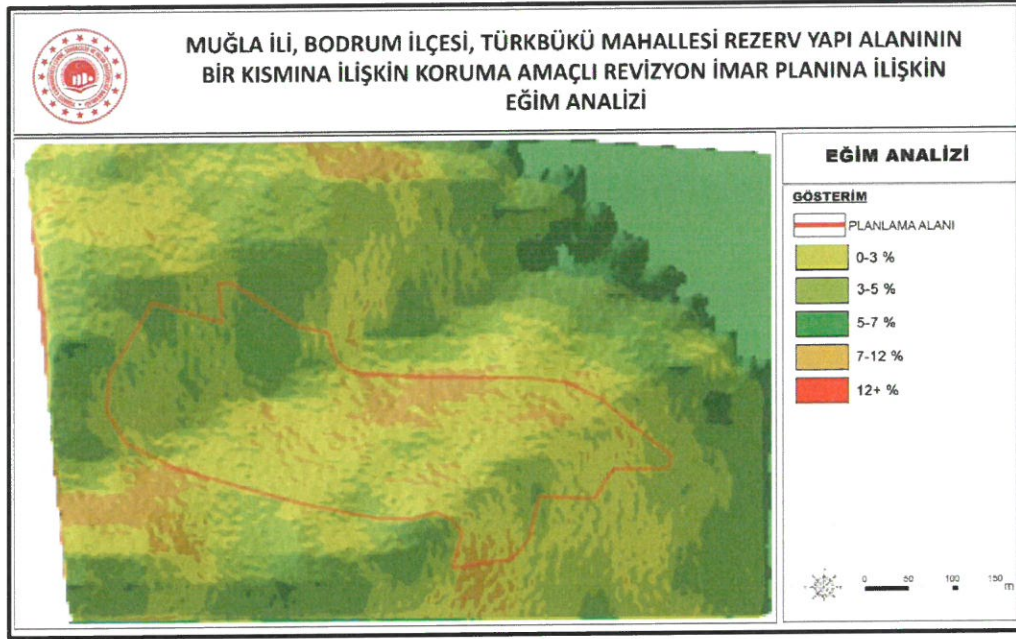 MUĞLA İLİ, BODRUM İLÇESİ, TÜRKBÜKÜ MAHALLESİ REZERV YAPI ALANININ
BİR KISMINA İLİŞKİN KORUMA AMAÇLI REVİZYON İMAR PLANINA İLİŞKİN
EĞİM ANALİZİ
EĞİM ANALİZİ
GÖSTERİM
PLANLAMA ALANI
0-3 %
3-5 %
5-7 %
7-12 %
12+ %
0 50 100 150
m